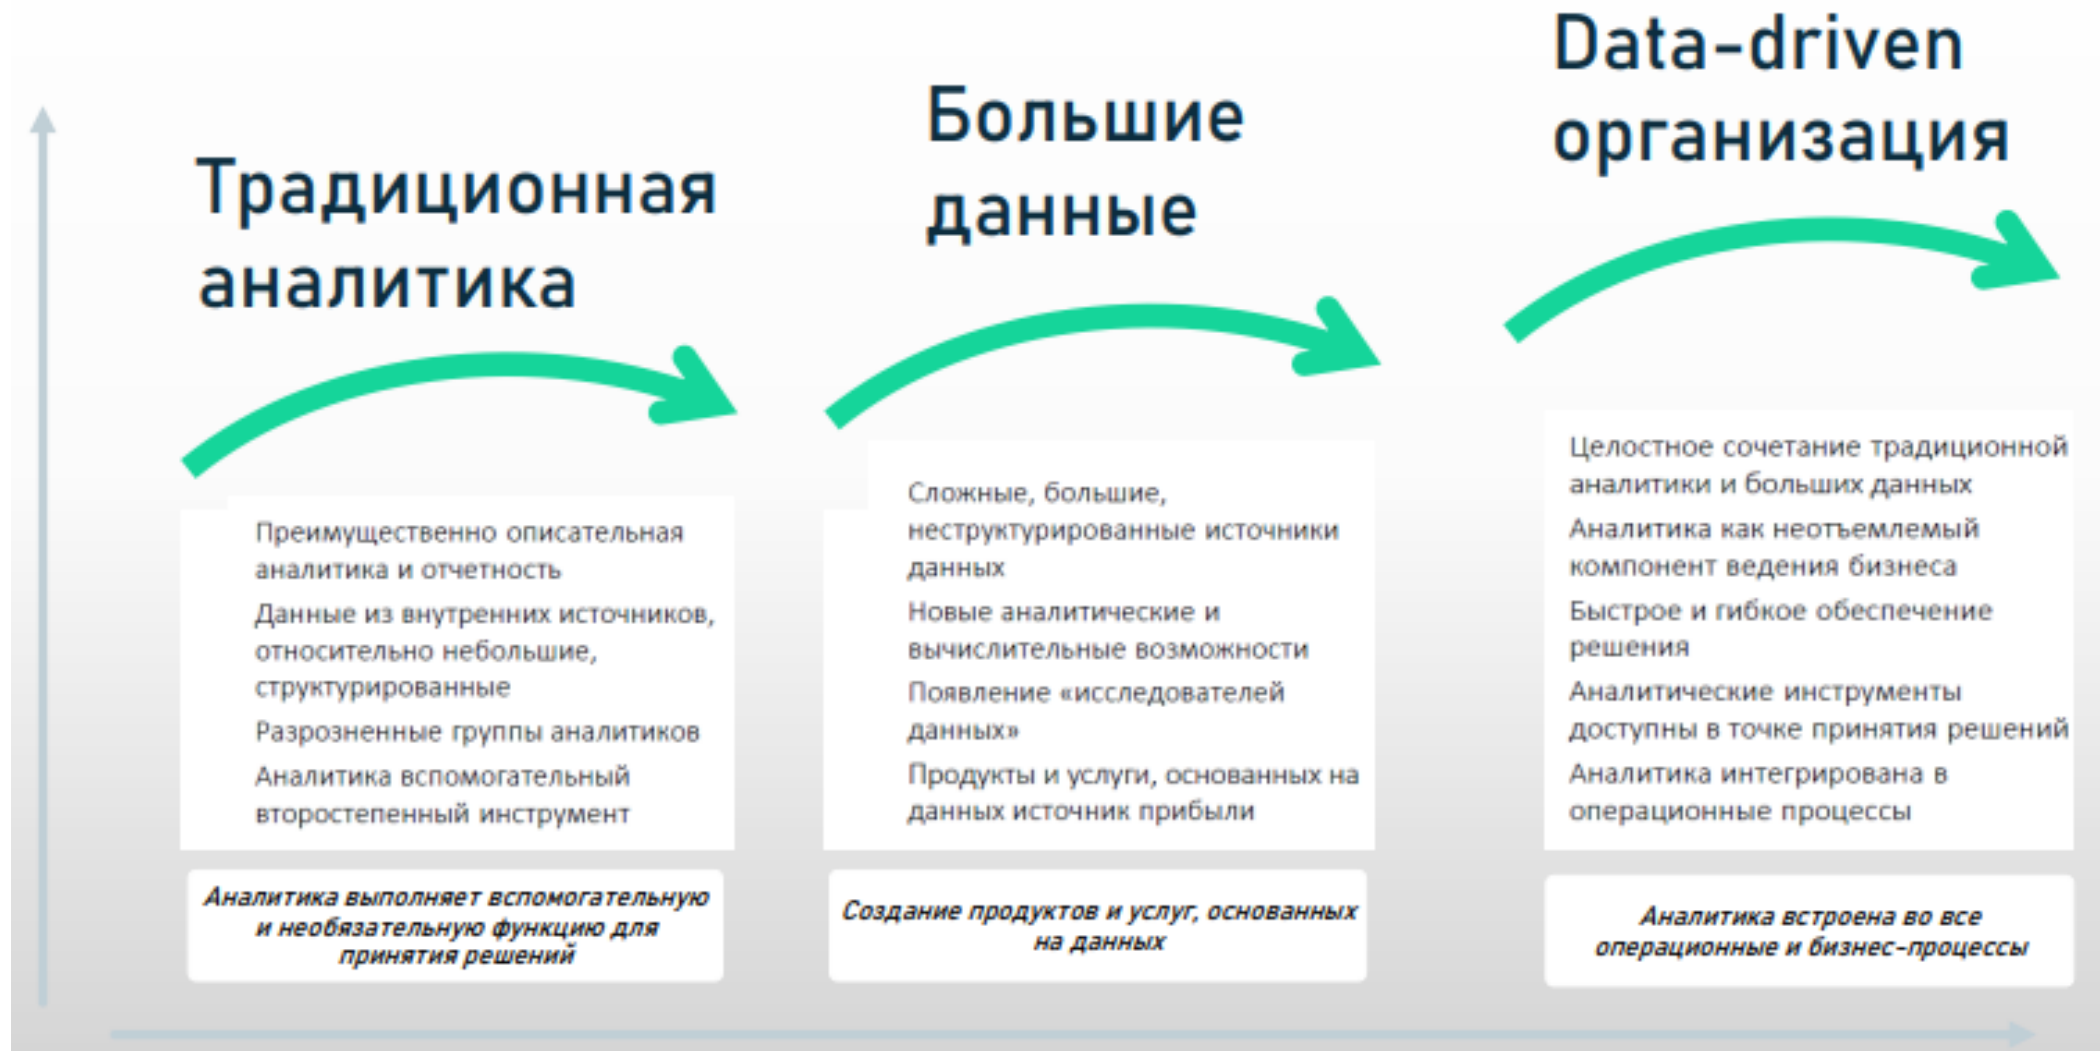 Традиционная
аналитика
Преимущественно описательная
аналитика и отчетность
Данные из внутренних источников,
относительно небольшие,
структурированные
Разрозненные группы аналитиков
Аналитика вспомогательный
второстепенный инструмент
Аналитика выполняет вспомогательную
и необязательную функцию для
принятия решений
Большие
данные
Сложные, большие,
неструктурированные источники
данных
Новые аналитические и
вычислительные возможности
Появление «исследователей
данных»
Продукты и услуги, основанных на
данных источник прибыли
Создание продуктов и услуг, основанных
на данных
Data-driven
организация
Целостное сочетание традиционной
аналитики и больших данных
Аналитика как неотъемлемый
компонент ведения бизнеса
Быстрое и гибкое обеспечение
решения
Аналитические инструменты
доступны в точке принятия решений
Аналитика интегрирована в
операционные процессы
Аналитика встроена во все
операционные и бизнес-процессы